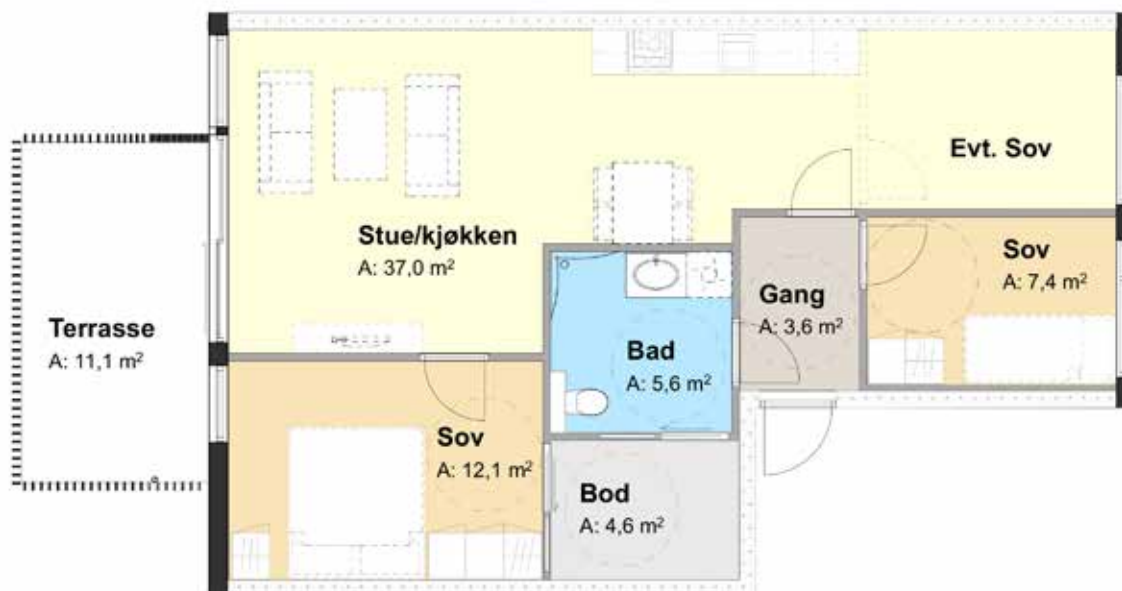 Evt. Sov
Stue/kjøkken
A: 37,0 m²
Sov
A: 7,4 m²
Gang
A: 3,6 m²
Terrasse
A: 11,1 m²
Bad
A: 5,6 m²
Sov
A: 12,1 m²
Bod
A: 4,6 m²